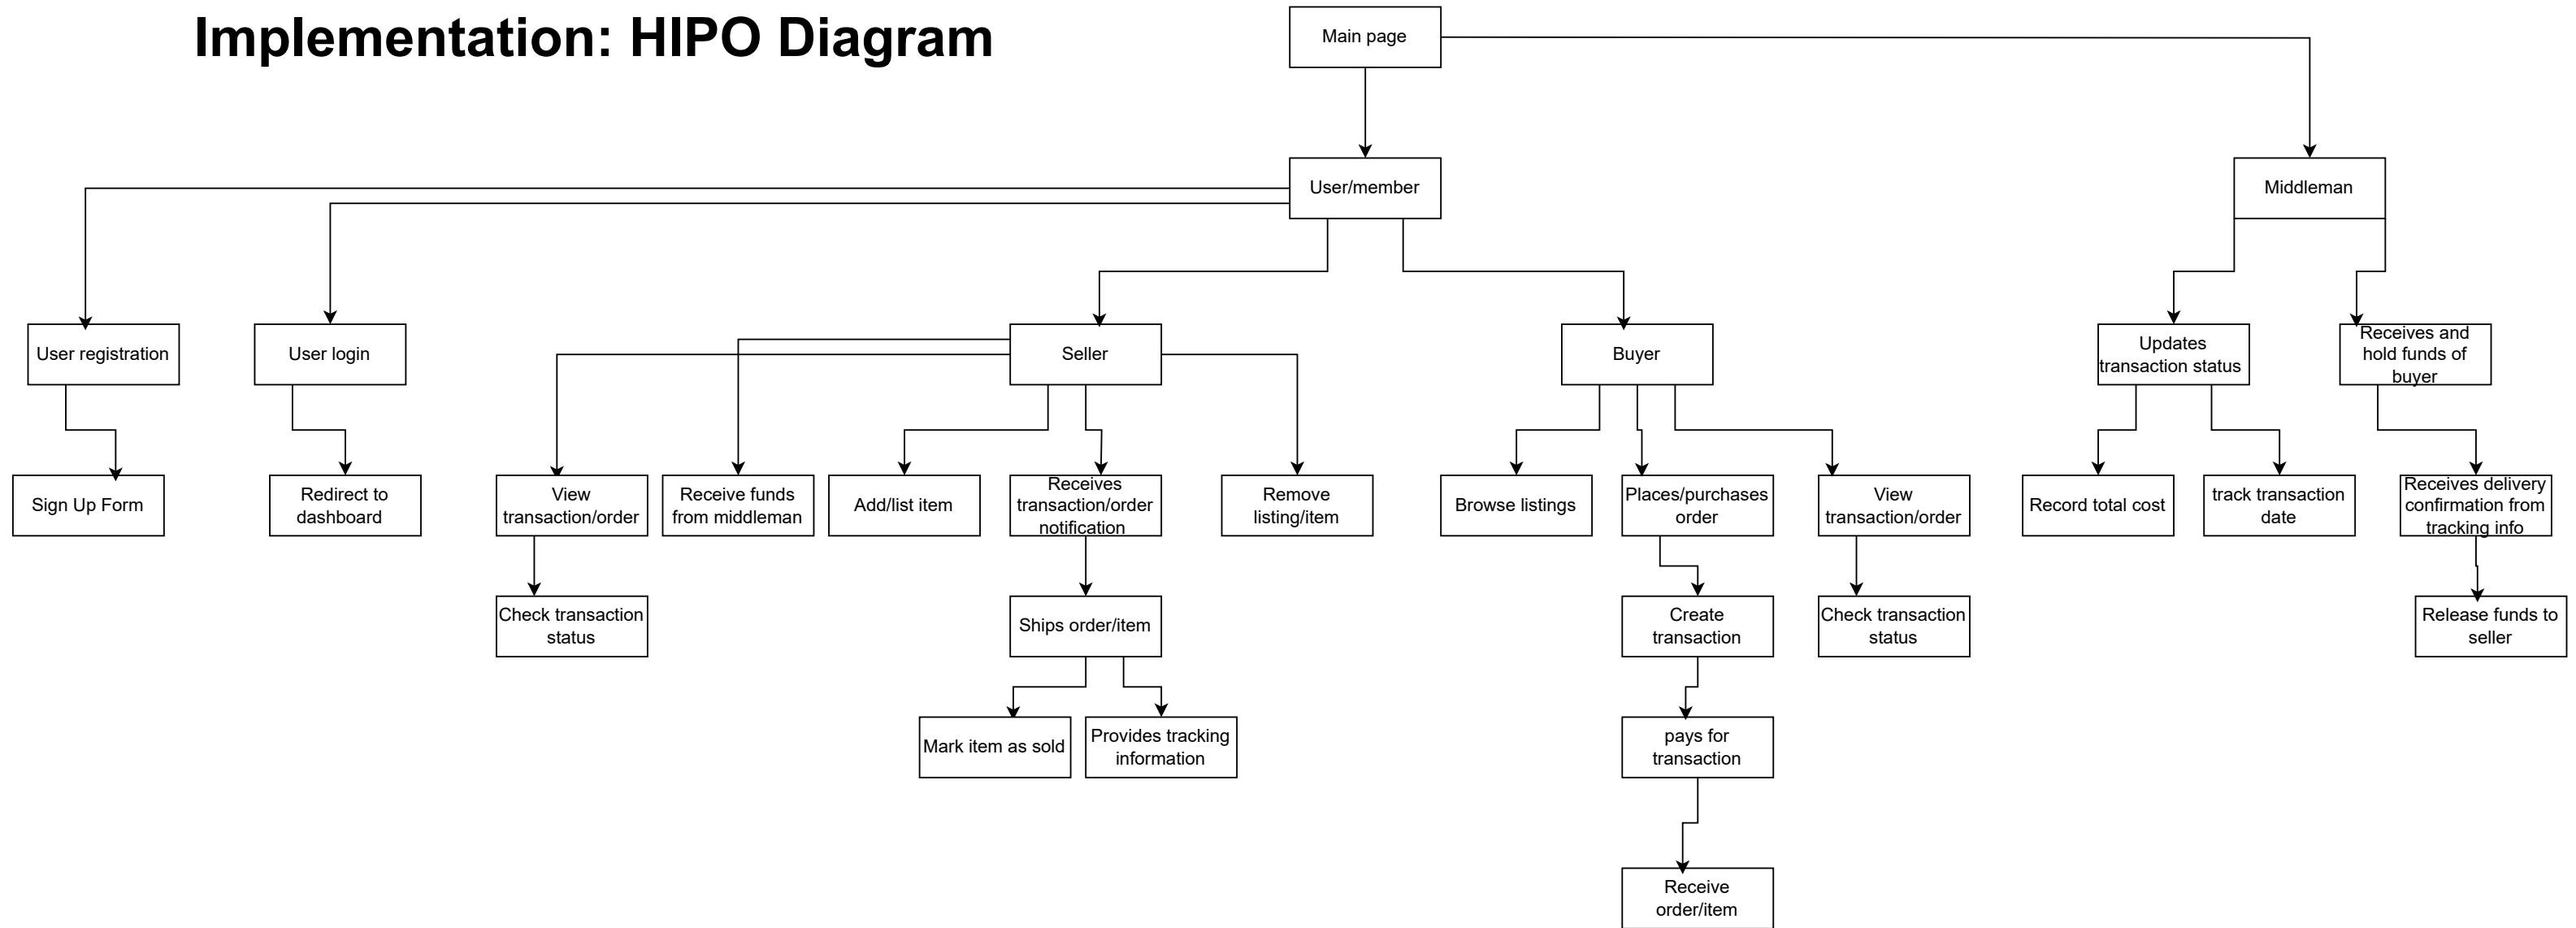 Implementation: HIPO Diagram
Main page
User/member
Middleman
User registration
User login
Seller
Buyer
Updates
transaction status
Receives and
hold funds of
buyer
Sign Up Form
Redirect to
dashboard
View
transaction/order
Receive funds
from middleman
Add/list item
Receives
transaction/order
notification
Remove
listing/item
Browse listings
Places/purchases
order
View
transaction/order
Record total cost
track transaction
date
Receives delivery
confirmation from
tracking info
Check transaction
status
Ships order/item
Create
transaction
Check transaction
status
Release funds to
seller
Mark item as sold
Provides tracking
information
pays for
transaction
Receive
order/item